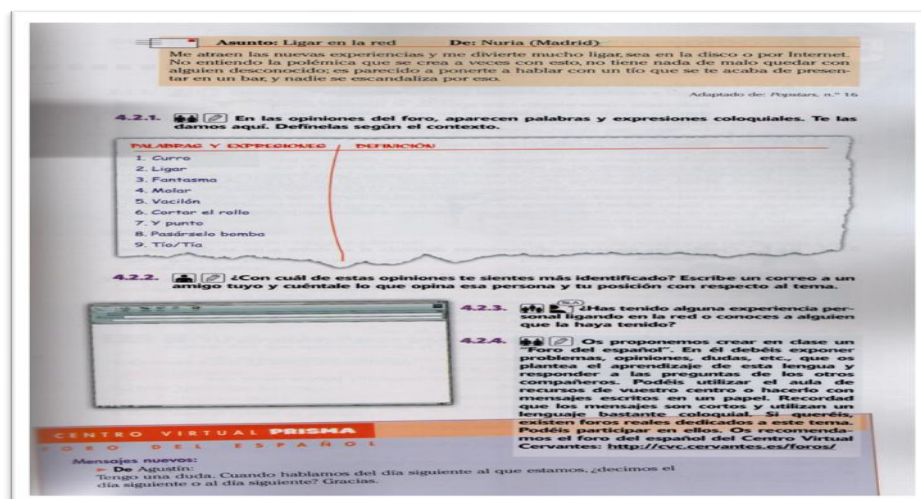 Asunto: Ligar en la red De: Nuria (Madrid)
Me atraen las nuevas experiencias y me divierte mucho ligar, sea en la disco o por Internet.
No entiendo la polémica que se crea a veces con esto, no tiene nada de malo quedar con
alguien desconocido; es parecido a ponerte a hablar con un tío que se te acaba de presen-
tar en un bar, y nadie se escandaliza por eso.
Adaptado de: Popstars, n.º 16
4.2.1. En las opiniones del foro, aparecen palabras y expresiones coloquiales. Te las
damos aquí. Defínelas según el contexto.
PALABRAS Y EXPRESIONES DEFINICIÓN
1. Curro
2. Ligar
3. Fantasma
4. Molar
5. Vacilón
6. Cortar el rollo
7. Y punto
8. Pasárselo bomba
9. Tío/Tía
4.2.2. ¿Con cuál de estas opiniones te sientes más identificado? Escribe un correo a un
amigo tuyo y cuéntale lo que opina esa persona y tu posición con respecto al tema.
4.2.3. ¿Has tenido alguna experiencia per-
sonal ligando en la red o conoces a alguien
que la haya tenido?
4.2.4. Os proponemos crear en clase un
"Foro del español". En él debéis exponer
problemas, opiniones, dudas, etc., que os
plantea el aprendizaje de esta lengua y
responder a las preguntas de los otros
compañeros. Podéis utilizar el aula de
recursos de vuestro centro o hacerlo con
mensajes escritos en un papel. Recordad
que los mensajes son cortos y utilizan un
lenguaje bastante coloquial. Si queréis,
existen foros reales dedicados a este tema.
Podéis participar en ellos. Os recomenda-
mos el foro del español del Centro Virtual
Cervantes: http://cvc.cervantes.es/foros/
CENTRO VIRTUAL PRISMA
FORO DEL ESPAÑOL
Mensajes nuevos:
De Agustín:
Tengo una duda. Cuando hablamos del día siguiente al que estamos, ¿decimos el
día siguiente o al día siguiente? Gracias.